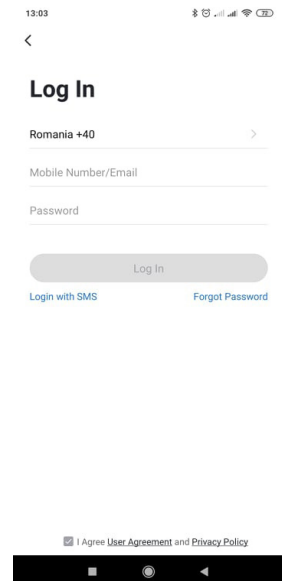 13:03
72
Log In
Romania +40
Mobile Number/Email
Password
Log In
Login with SMS Forgot Password
I Agree User Agreement and Privacy Policy